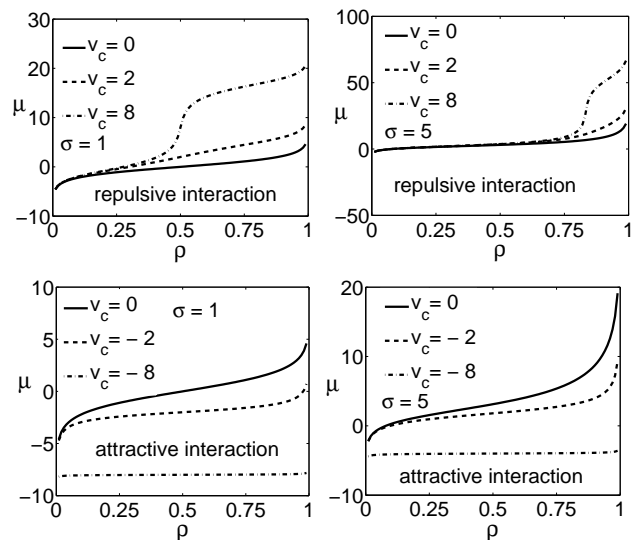 30
20
10
0
−10
μ
v_c= 0
v_c= 2
v_c= 8
σ = 1
repulsive interaction
0 0.25 0.5 0.75 1
ρ
100
50
0
−50
μ
v_c= 0
v_c= 2
v_c= 8
σ = 5
repulsive interaction
0 0.25 0.5 0.75 1
ρ
10
5
0
−5
−10
μ
v_c= 0
v_c= − 2
v_c= − 8
σ = 1
attractive interaction
0 0.25 0.5 0.75 1
ρ
20
10
0
−10
μ
v_c= 0
v_c= − 2
v_c= − 8
σ = 5
attractive interaction
0 0.25 0.5 0.75 1
ρ